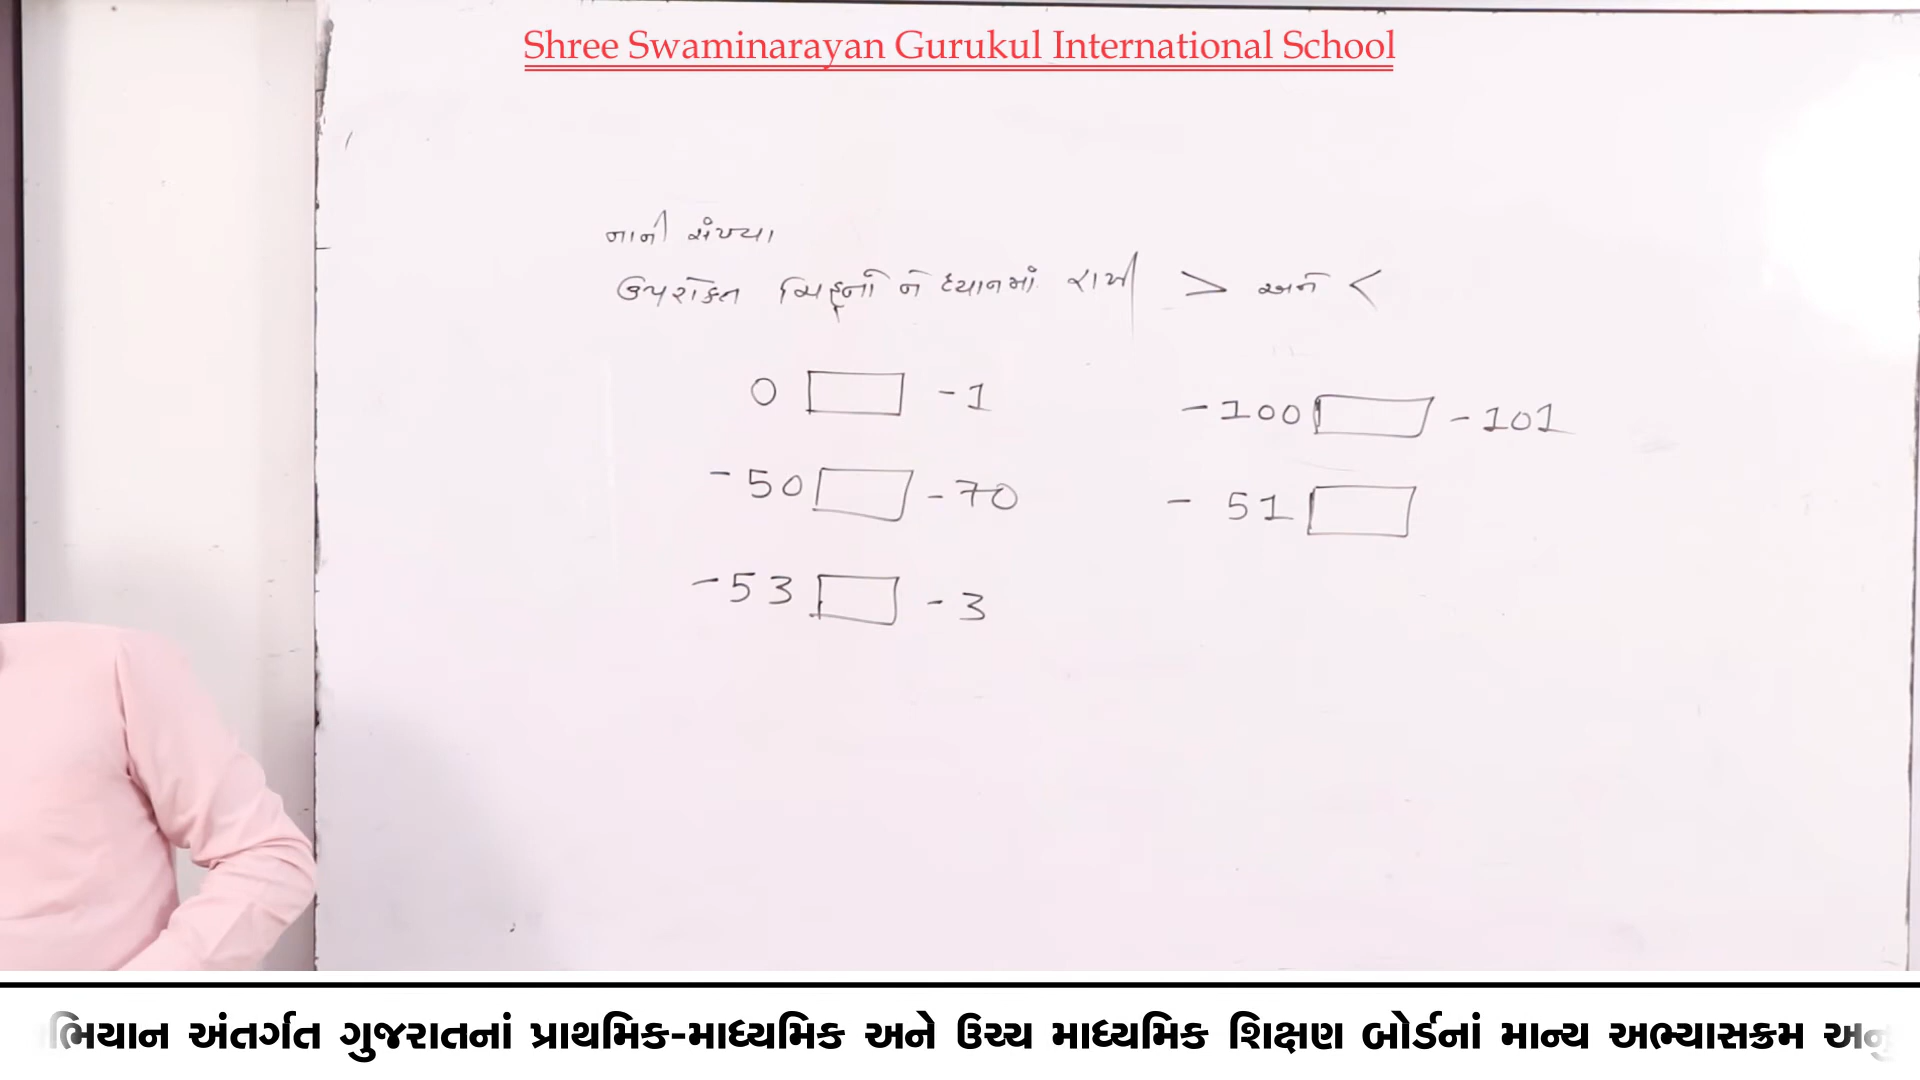 Shree Swaminarayan Gurukul International School
નાની સંખ્યા
ઉપરોક્ત ચિહ્નોને ધ્યાનમાં રાખી > અને <
0 -1
-100 -101
-50 -70
- 51
-53 -3
ભિયાન અંતર્ગત ગુજરાતનાં પ્રાથમિક-માધ્યમિક અને ઉચ્ચ માધ્યમિક શિક્ષણ બોર્ડનાં માન્ય અભ્યાસક્રમ અનુ